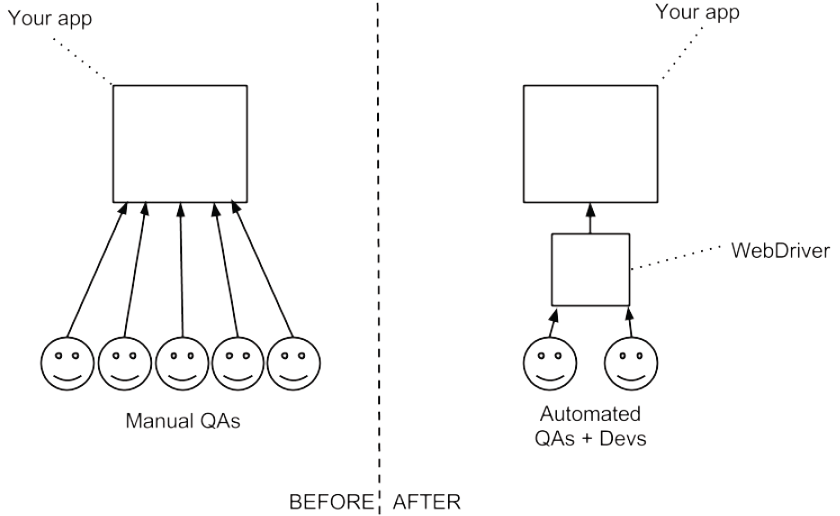 Your app
Your app
WebDriver
Manual QAs
Automated
QAs + Devs
BEFORE
AFTER